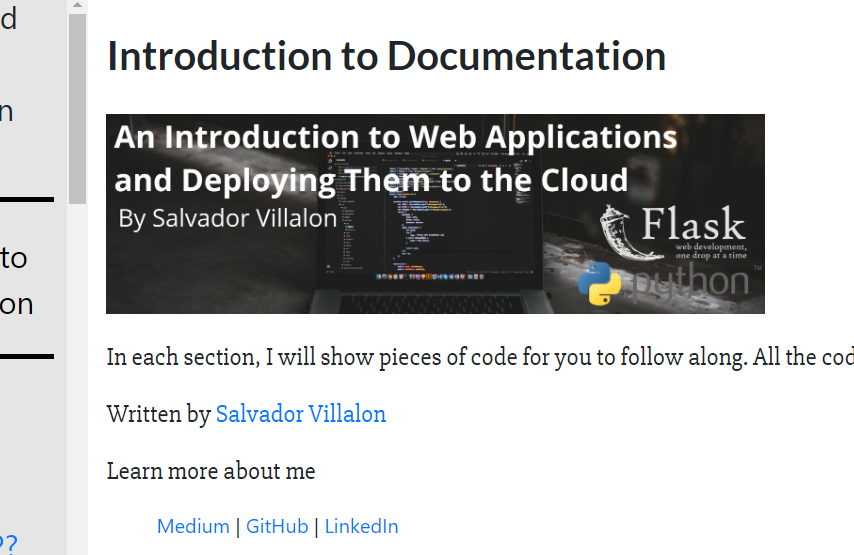 d
n
to
on
P?
Introduction to Documentation
An Introduction to Web Applications
and Deploying Them to the Cloud
By Salvador Villalon
Flask
web development,
one drop at a time
python™
In each section, I will show pieces of code for you to follow along. All the cod
Written by Salvador Villalon
Learn more about me
Medium | GitHub | LinkedIn